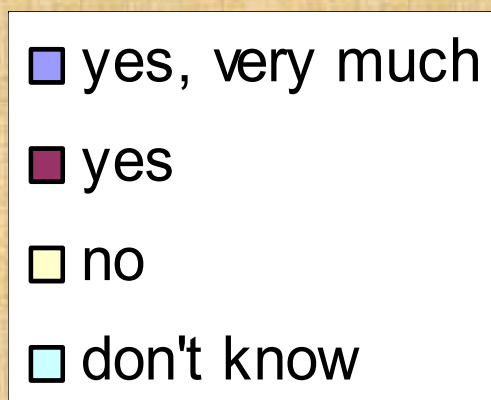 yes, very much
yes
no
don't know